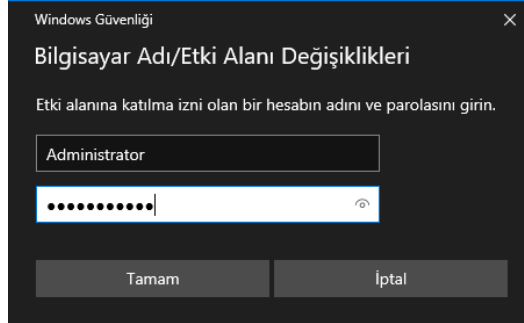 Windows Güvenliği
Bilgisayar Adı/Etki Alanı Değişiklikleri
Etki alanına katılma izni olan bir hesabın adını ve parolasını girin.
Administrator
●●●●●●●●●●●
Tamam
İptal